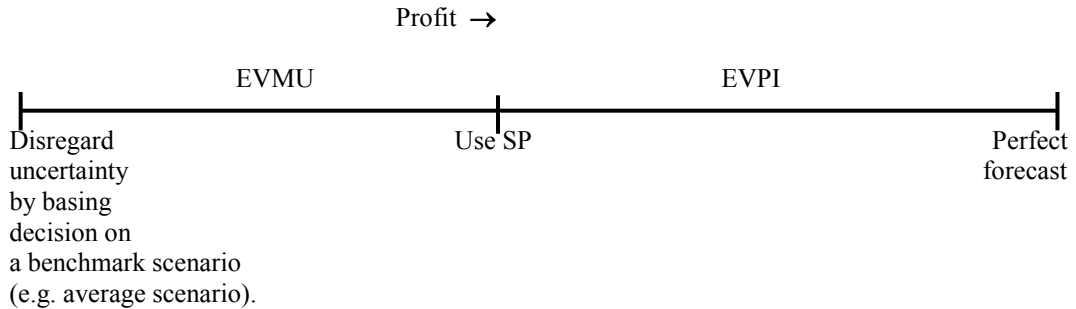 Profit →
EVMU EVPI
Disregard Use SP Perfect
uncertainty forecast
by basing
decision on
a benchmark scenario
(e.g. average scenario).